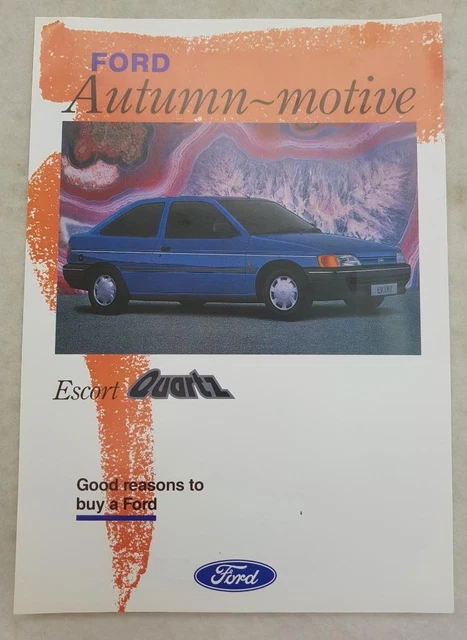 FORD
Autumn~motive
Escort Quartz
Good reasons to
buy a Ford
Ford